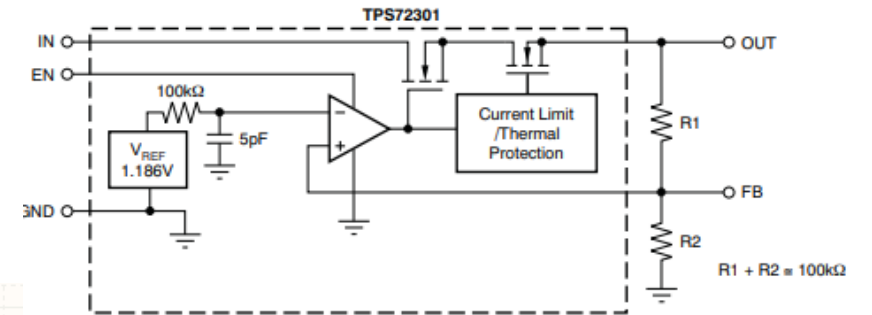 TPS72301
IN
OUT
EN
100kΩ
5pF
Current Limit
/Thermal
Protection
R1
VREF
1.186V
FB
GND
R2
R1 + R2 ≅ 100kΩ